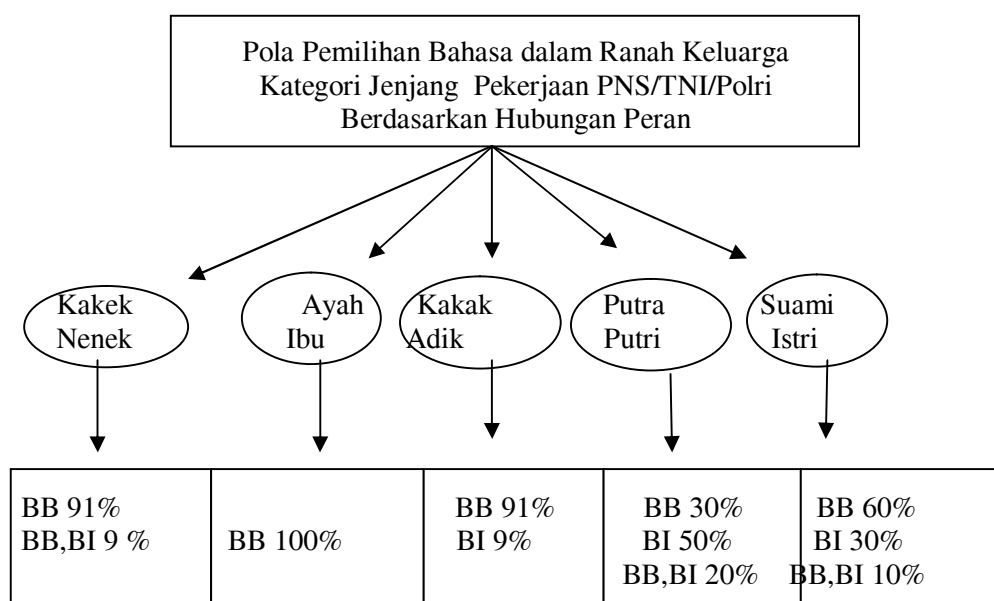 Pola Pemilihan Bahasa dalam Ranah Keluarga
Kategori Jenjang Pekerjaan PNS/TNI/Polri
Berdasarkan Hubungan Peran
Kakek
Nenek
Ayah
Ibu
Kakak
Adik
Putra
Putri
Suami
Istri
BB 91%
BB,BI 9 %
BB 100%
BB 91%
BI 9%
BB 30%
BI 50%
BB,BI 20%
BB 60%
BI 30%
BB,BI 10%